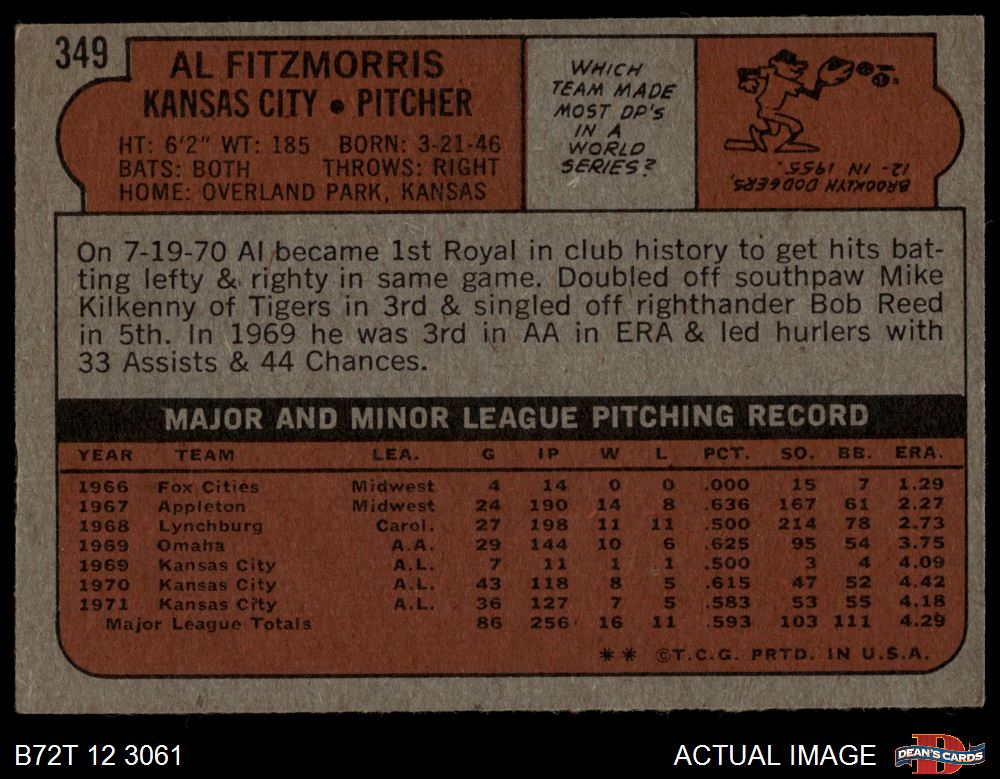 349
AL FITZMORRIS
KANSAS CITY • PITCHER
HT: 6'2" WT: 185 BORN: 3-21-46
BATS: BOTH THROWS: RIGHT
HOME: OVERLAND PARK, KANSAS
WHICH
TEAM MADE
MOST DP'S
IN A
WORLD
SERIES?
BROOKLYN DODGERS,
12- IN 1955.
On 7-19-70 Al became 1st Royal in club history to get hits bat-
ting lefty & righty in same game. Doubled off southpaw Mike
Kilkenny of Tigers in 3rd & singled off righthander Bob Reed
in 5th. In 1969 he was 3rd in AA in ERA & led hurlers with
33 Assists & 44 Chances.
MAJOR AND MINOR LEAGUE PITCHING RECORD
YEAR TEAM LEA. G IP W L PCT. SO. BB. ERA.
1966 Fox Cities Midwest 4 14 0 0 .000 15 7 1.29
1967 Appleton Midwest 24 190 14 8 .636 167 61 2.27
1968 Lynchburg Carol. 27 198 11 11 .500 214 78 2.73
1969 Omaha A.A. 29 144 10 6 .625 95 54 3.75
1969 Kansas City A.L. 7 11 1 1 .500 3 4 4.09
1970 Kansas City A.L. 43 118 8 5 .615 47 52 4.42
1971 Kansas City A.L. 36 127 7 5 .583 53 55 4.18
Major League Totals 86 256 16 11 .593 103 111 4.29
** ©T.C.G. PRTD. IN U.S.A.
B72T 12 3061
ACTUAL IMAGE
D
DEAN'S CARDS